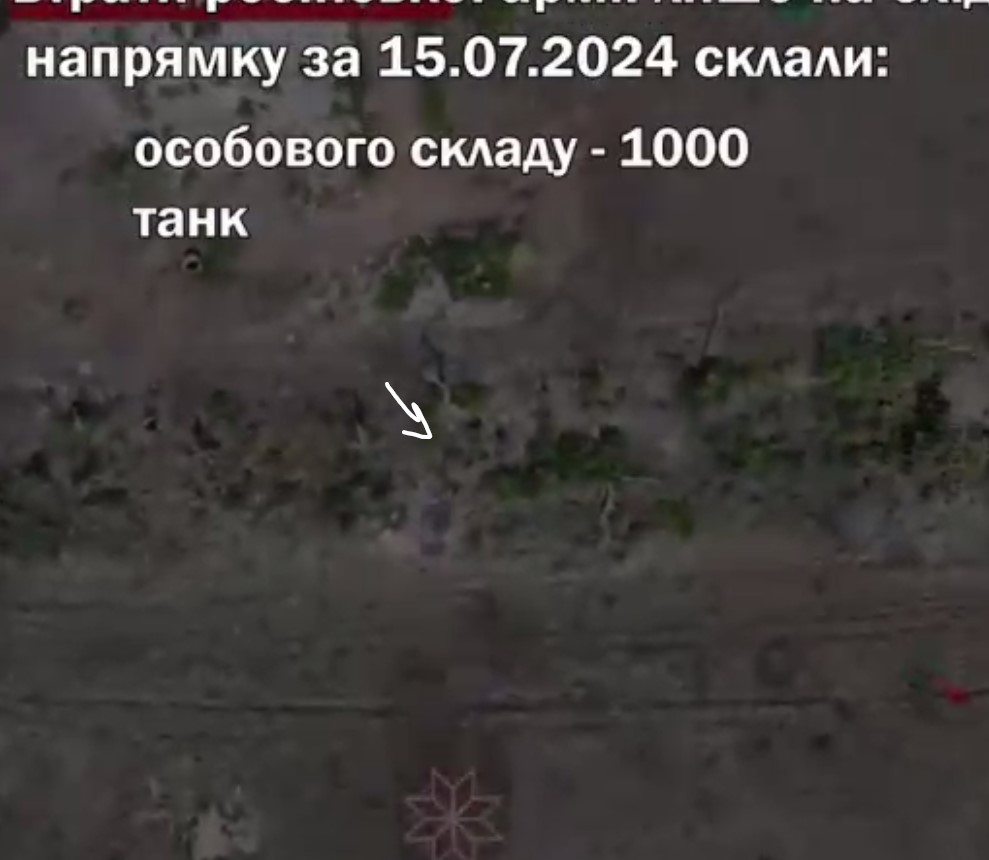 напрямку за 15.07.2024 склали:
особового складу - 1000
танк